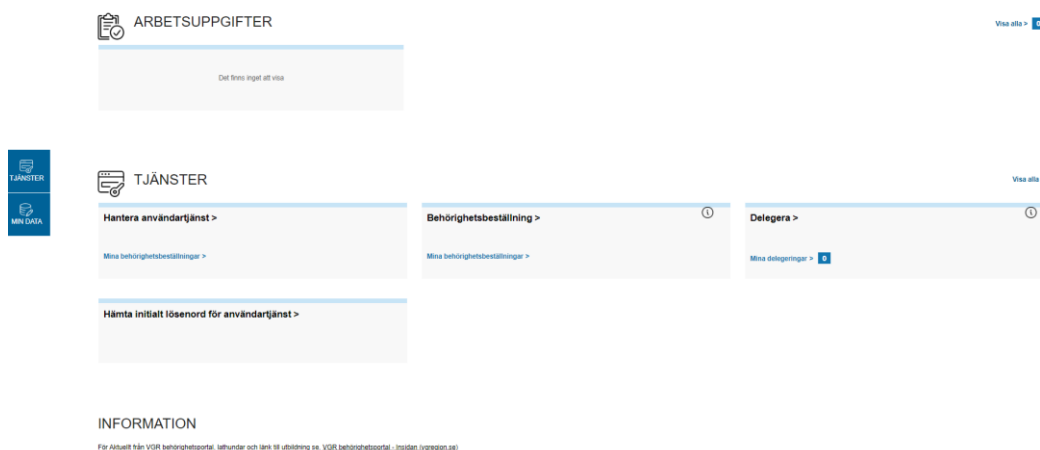 ARBETSUPPGIFTER
Visa alla > 0
Det finns inget att visa
TJÄNSTER
MIN DATA
TJÄNSTER
Visa alla
Hantera användartjänst >
Mina behörighetsbeställningar >
Behörighetsbeställning >
Mina behörighetsbeställningar >
Delegera >
Mina delegeringar > 0
Hämta initialt lösenord för användartjänst >
INFORMATION
För Aktuellt från VGR behörighetsportal, lathundar och länk till utbildning se, VGR behörighetsportal - Insidan (vgregion.se)